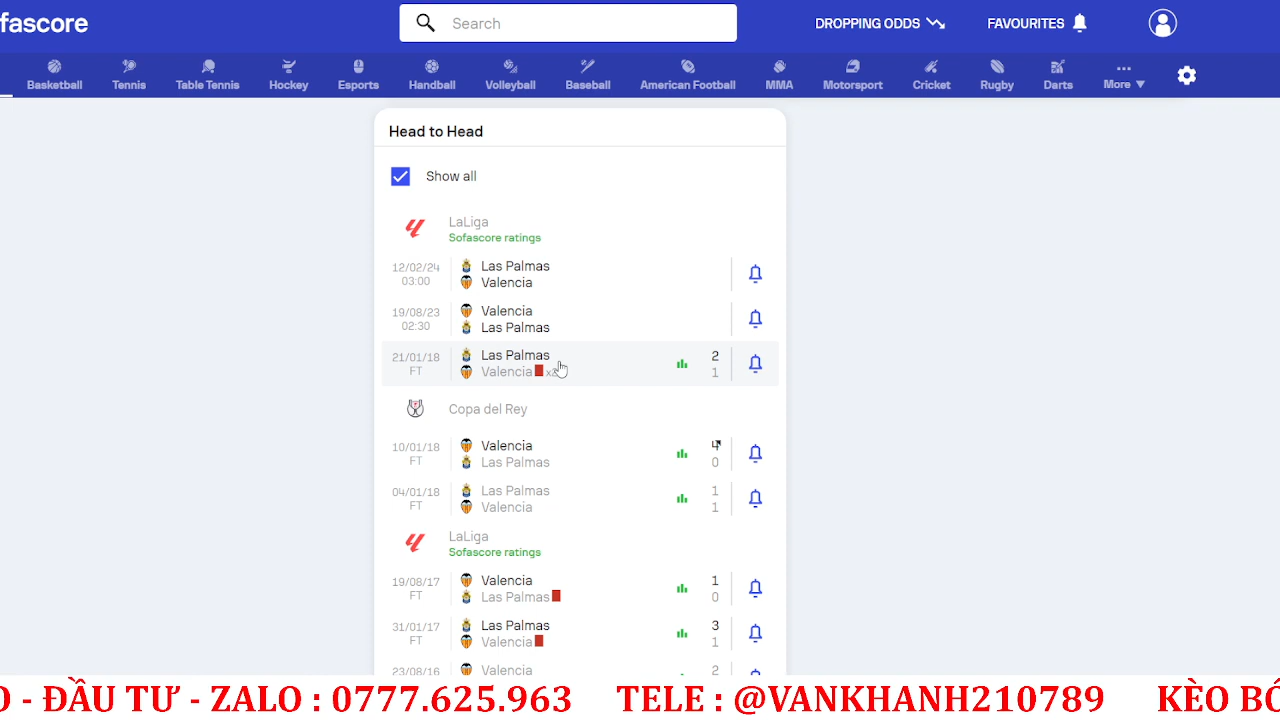 fascore
Search
DROPPING ODDS
FAVOURITES
Basketball
Tennis
Table Tennis
Hockey
Esports
Handball
Volleyball
Baseball
American Football
MMA
Motorsport
Cricket
Rugby
Darts
More
Head to Head
Show all
LaLiga
Sofascore ratings
12/02/24 Las Palmas
03:00 Valencia
19/08/23 Valencia
02:30 Las Palmas
21/01/18 Las Palmas 2
FT Valencia 1
Copa del Rey
10/01/18 Valencia 4
FT Las Palmas 0
04/01/18 Las Palmas 1
FT Valencia 1
LaLiga
Sofascore ratings
19/08/17 Valencia 1
FT Las Palmas 0
31/01/17 Las Palmas 3
FT Valencia 1
23/08/16 Valencia 2
O - ĐẦU TƯ - ZALO : 0777.625.963 TELE : @VANKHANH210789 KÈO BÓ